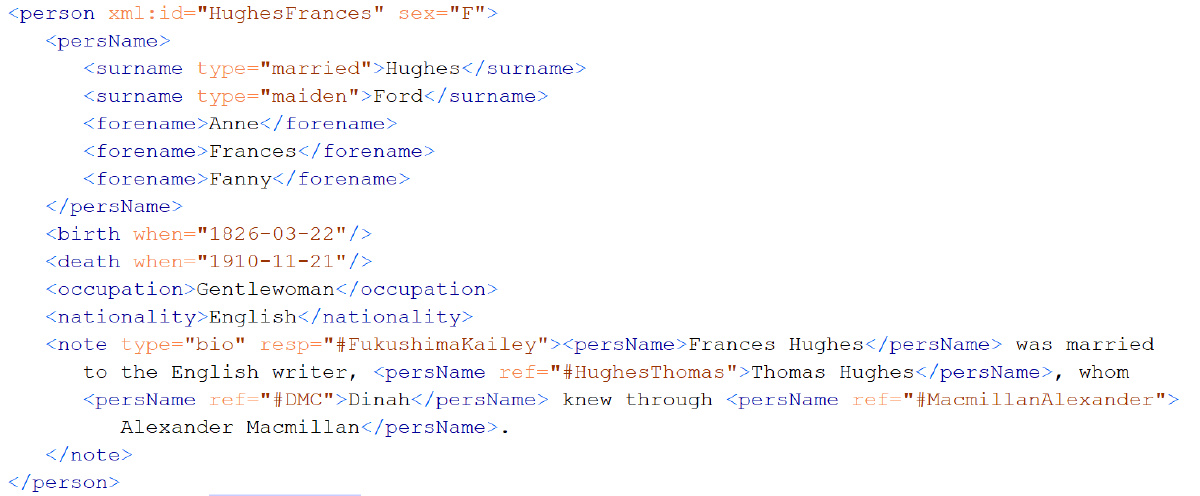 <person xml:id="HughesFrances" sex="F">
<persName>
<surname type="married">Hughes</surname>
<surname type="maiden">Ford</surname>
<forename>Anne</forename>
<forename>Frances</forename>
<forename>Fanny</forename>
</persName>
<birth when="1826-03-22"/>
<death when="1910-11-21"/>
<occupation>Gentlewoman</occupation>
<nationality>English</nationality>
<note type="bio" resp="#FukushimaKailey"><persName>Frances Hughes</persName> was married
to the English writer, <persName ref="#HughesThomas">Thomas Hughes</persName>, whom
<persName ref="#DMC">Dinah</persName> knew through <persName ref="#MacmillanAlexander">
Alexander Macmillan</persName>.
</note>
</person>